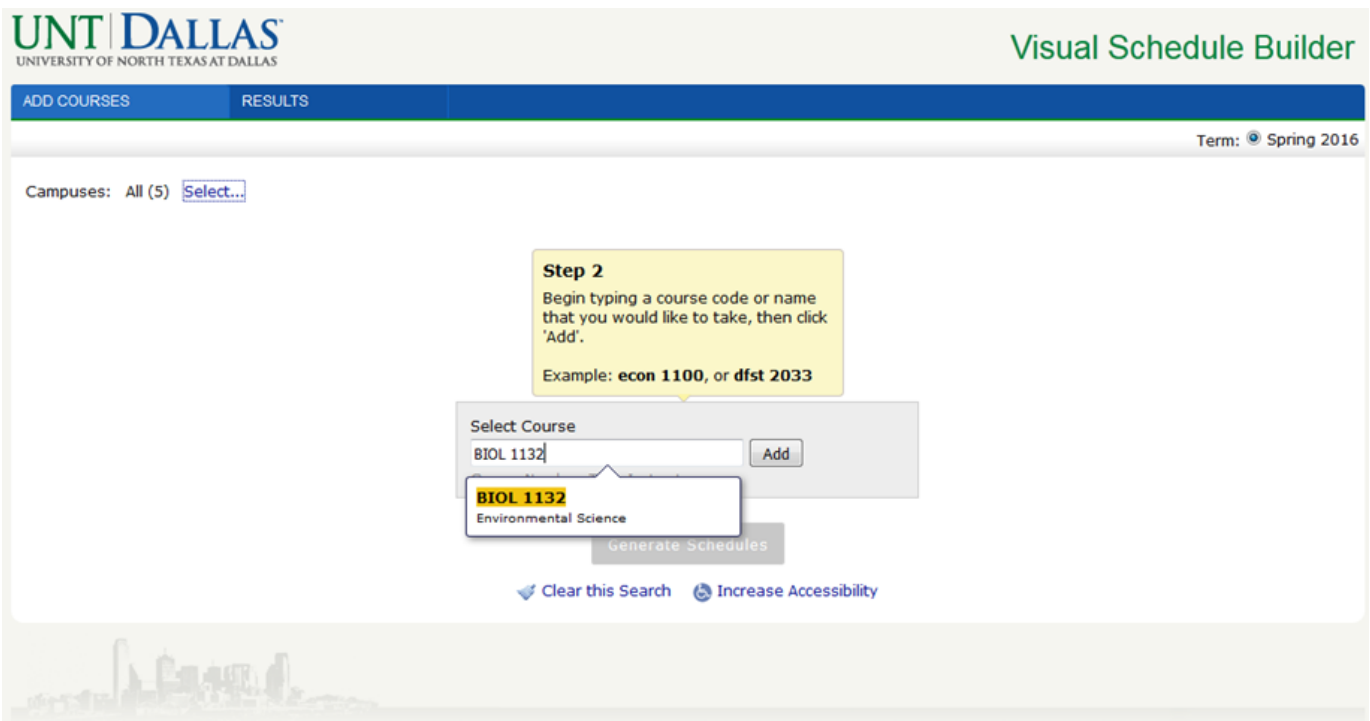 UNT DALLAS
UNIVERSITY OF NORTH TEXAS AT DALLAS
Visual Schedule Builder
ADD COURSES RESULTS
Term: Spring 2016
Campuses: All (5) Select...
Step 2
Begin typing a course code or name
that you would like to take, then click
'Add'.
Example: econ 1100, or dfst 2033
Select Course
BIOL 1132 Add
BIOL 1132
Environmental Science
Generate Schedules
Clear this Search Increase Accessibility